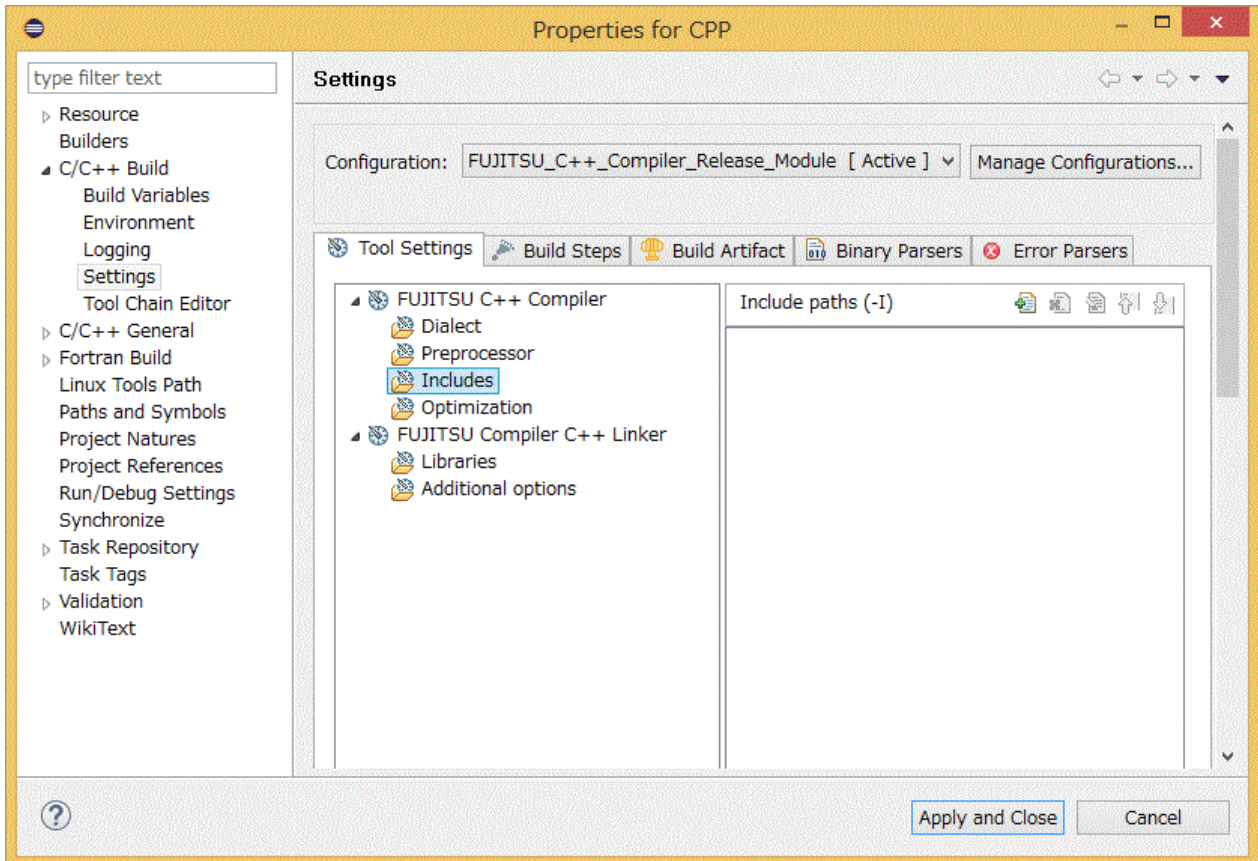 Properties for CPP
type filter text
Resource
Builders
C/C++ Build
Build Variables
Environment
Logging
Settings
Tool Chain Editor
C/C++ General
Fortran Build
Linux Tools Path
Paths and Symbols
Project Natures
Project References
Run/Debug Settings
Synchronize
Task Repository
Task Tags
Validation
WikiText
Settings
Configuration: FUJITSU_C++_Compiler_Release_Module [ Active ] Manage Configurations...
Tool Settings Build Steps Build Artifact Binary Parsers Error Parsers
FUJITSU C++ Compiler
Dialect
Preprocessor
Includes
Optimization
FUJITSU Compiler C++ Linker
Libraries
Additional options
Include paths (-I)
Apply and Close Cancel